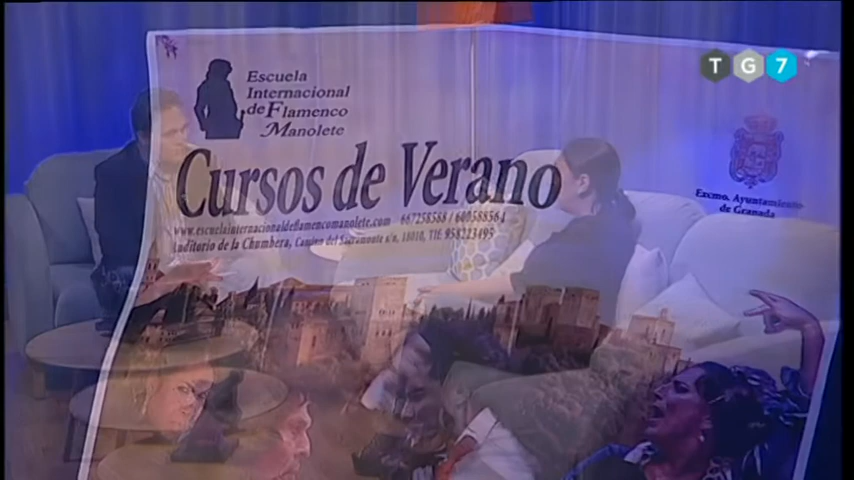 TG7
Escuela
Internacional
de Flamenco
Manolete
Cursos de Verano
www.escuelainternacionaldeflamencomanolete.com 667258588 / 600588564
Auditorio de la Chumbera, Camino del Sacromonte s/n, 18010, Tlf: 958223495
Excmo. Ayuntamiento
de Granada